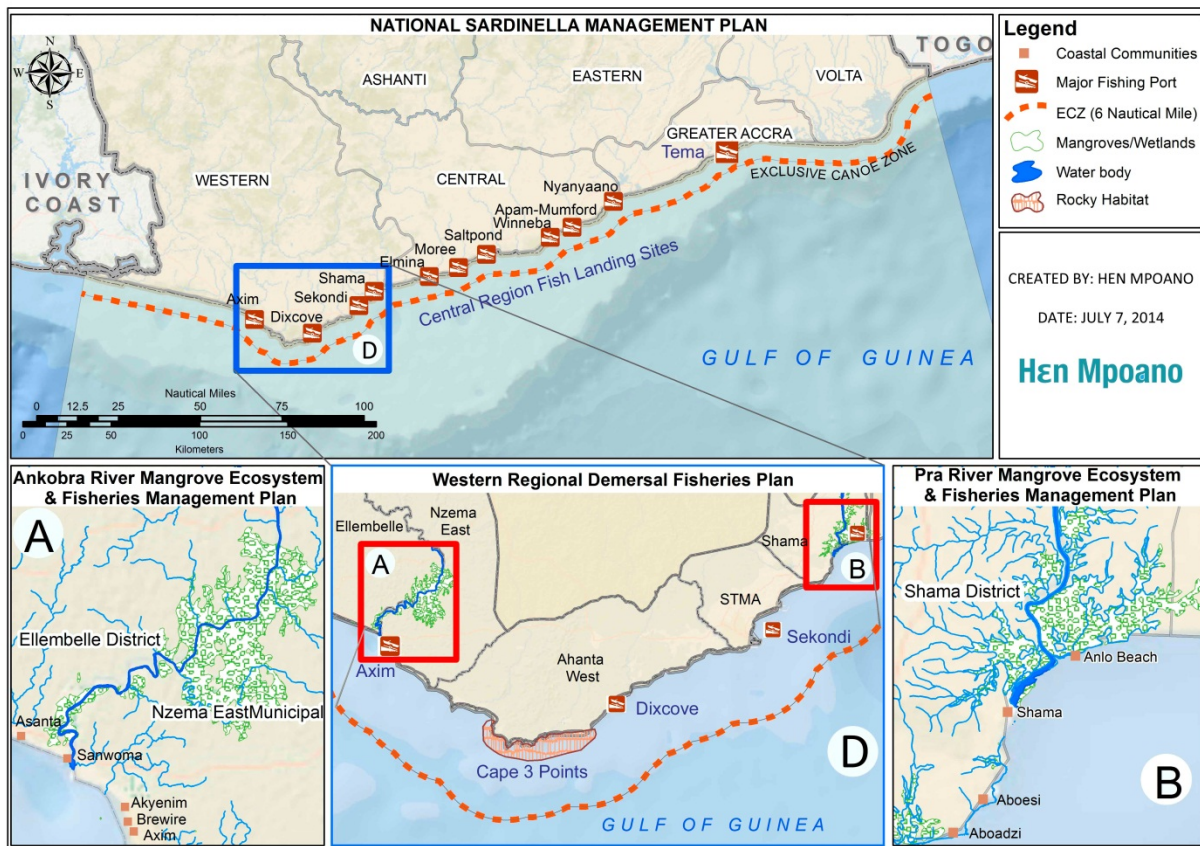 NATIONAL SARDINELLA MANAGEMENT PLAN
N
W
E
S
TOGO
ASHANTI
EASTERN
VOLTA
GREATER ACCRA
Tema
EXCLUSIVE CANOE ZONE
IVORY
COAST
WESTERN
CENTRAL
Nyanyaano
Apam-Mumford
Winneba
Saltpond
Moree
Elmina
Shama
Sekondi
Axim
Dixcove
Central Region Fish Landing Sites
D
GULF OF GUINEA
Nautical Miles
0 12.5 25 50 75 100
0 25 50 100 150 200
Kilometers
Legend
Coastal Communities
Major Fishing Port
ECZ (6 Nautical Mile)
Mangroves/Wetlands
Water body
Rocky Habitat
CREATED BY: HEN MPOANO
DATE: JULY 7, 2014
Hɛn Mpoano
Ankobra River Mangrove Ecosystem
& Fisheries Management Plan
A
Ellembelle District
Nzema EastMunicipal
Asanta
Sanwoma
Akyenim
Brewire
Axim
Western Regional Demersal Fisheries Plan
Ellembelle
Nzema
East
A
Axim
Shama
B
STMA
Sekondi
Ahanta
West
Dixcove
Cape 3 Points
D
GULF OF GUINEA
Pra River Mangrove Ecosystem
& Fisheries Management Plan
Shama District
Anlo Beach
Shama
Aboesi
Aboadzi
B